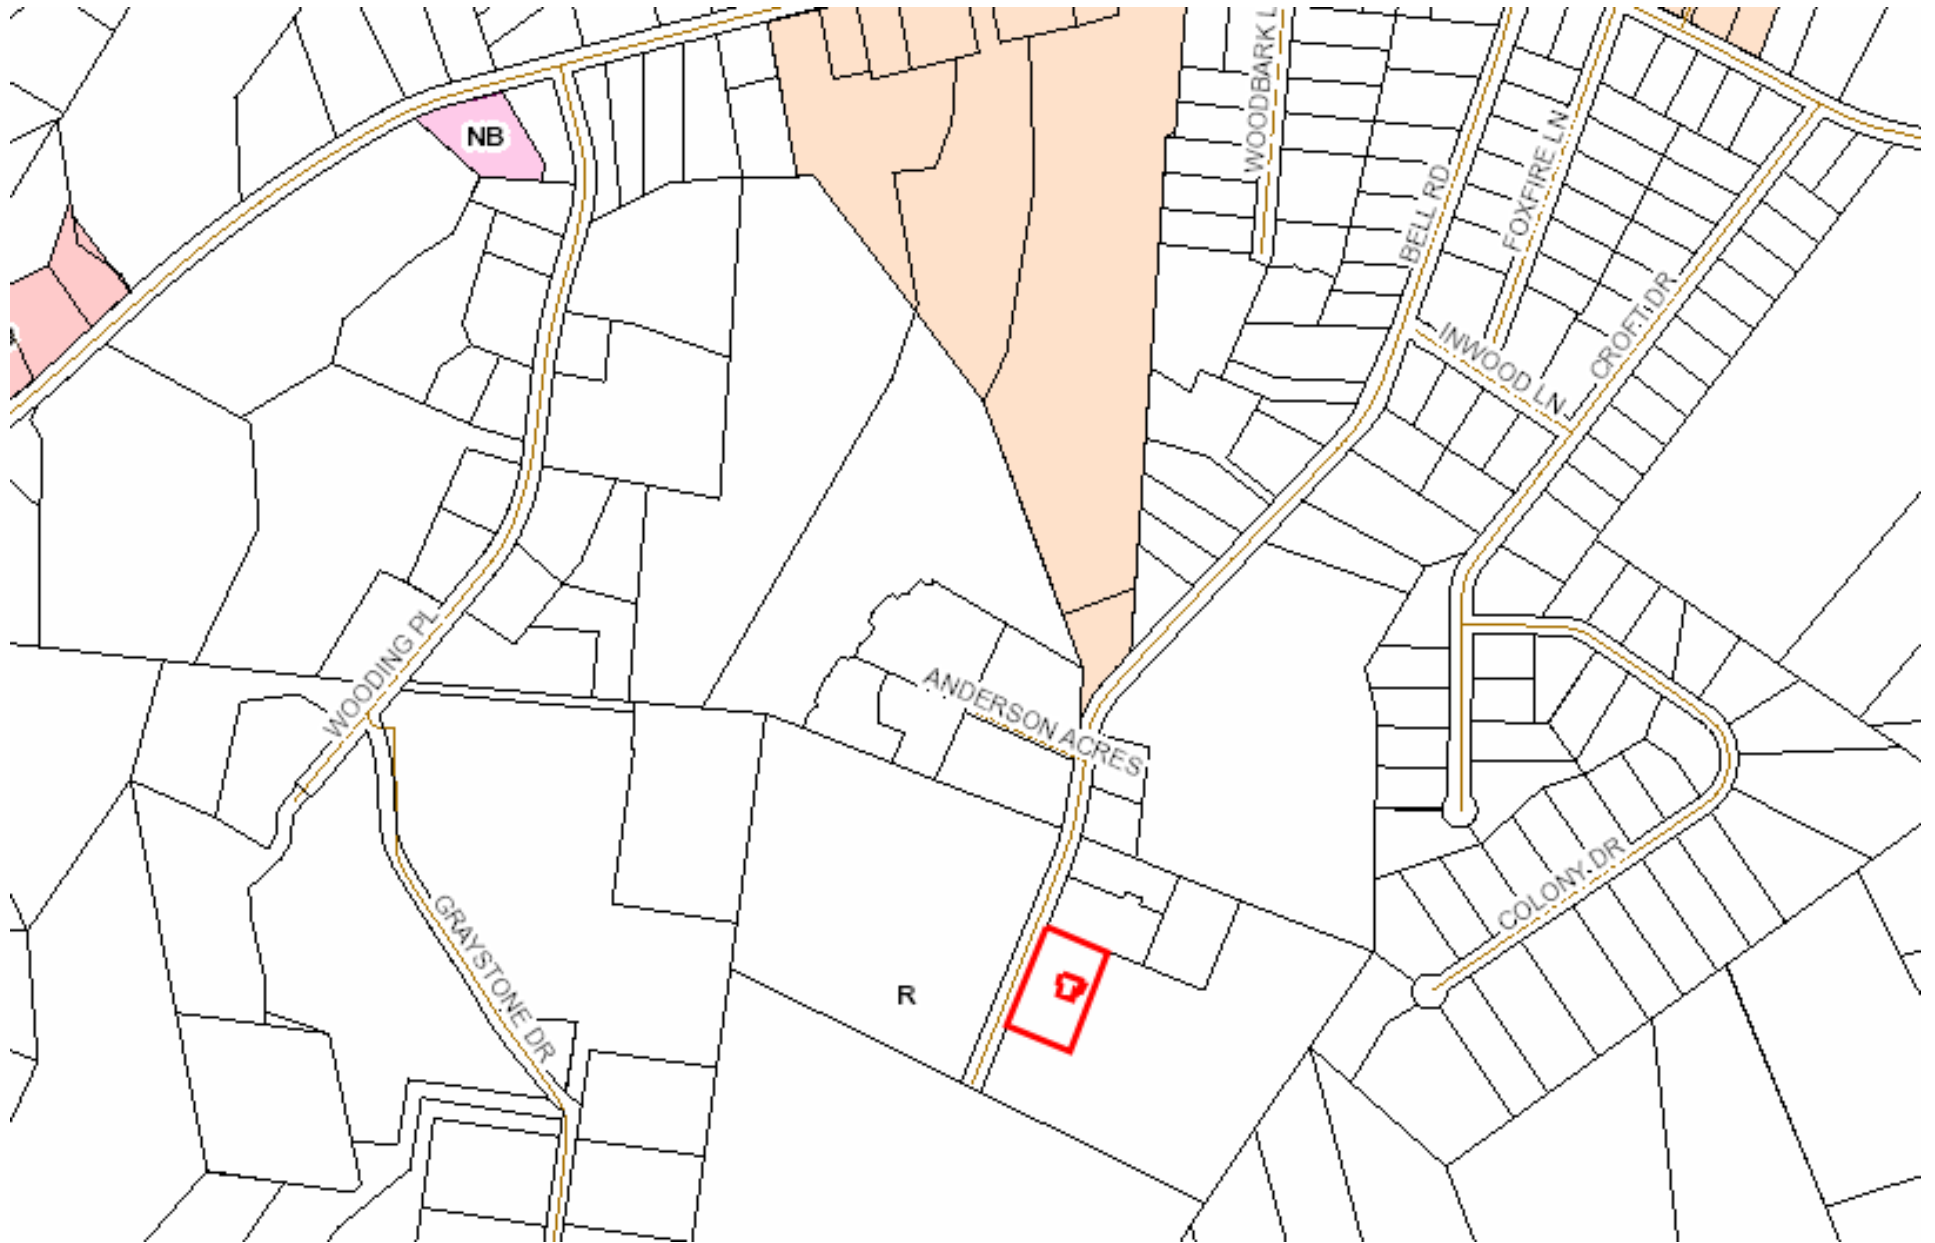 NB
WOODBARK L
BELL RD
FOXFIRE LN
CROFT DR
INWOOD LN
WOODING PL
ANDERSON ACRES
COLONY DR
GRAYSTONE DR
R